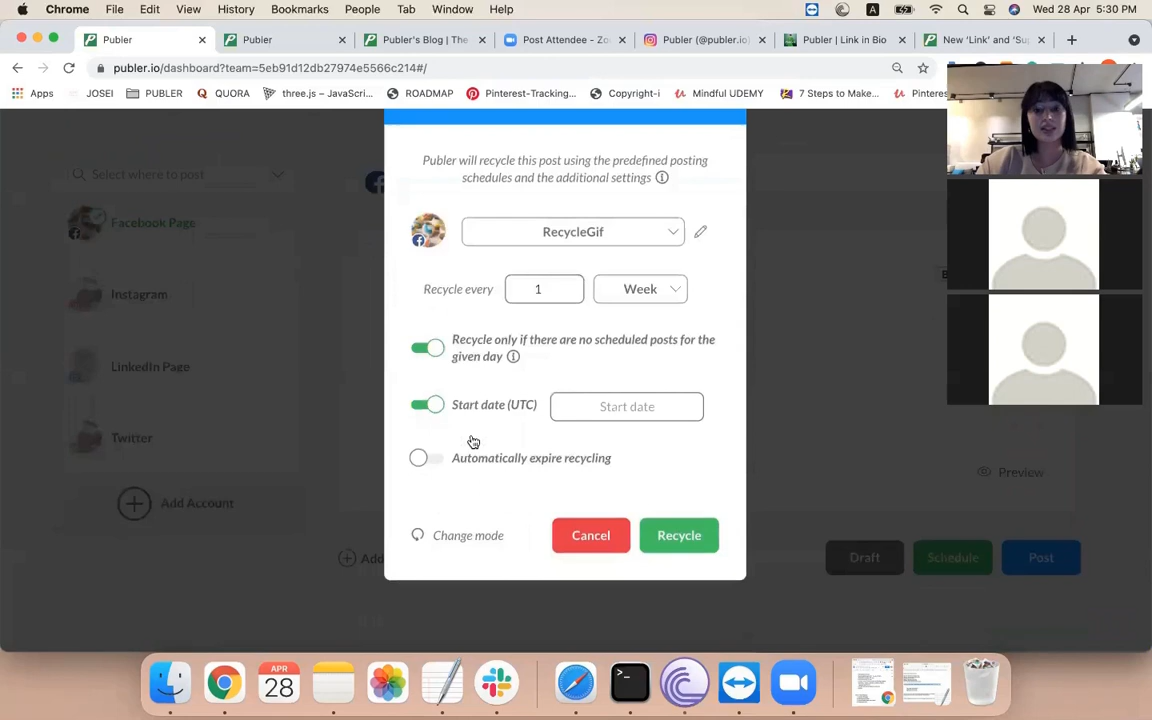 Chrome File Edit View History Bookmarks People Tab Window Help
A Wed 28 Apr 5:30 PM
Publer
Publer
Publer's Blog | The
Post Attendee - Zo
Instagram
Publer (@publer.io)
Publer | Link in Bio
New 'Link' and 'Su
publer.io/dashboard?team=5eb91d12db27974e5566c214#/
Apps JOSEI PUBLER QUORA three.js – JavaScri... ROADMAP Pinterest-Tracking... Copyright-i Mindful UDEMY 7 Steps to Make... Pinteres
Publer will recycle this post using the predefined posting
schedules and the additional settings
Select where to post
Facebook Page
RecycleGif
Recycle every 1 Week
Instagram
Recycle only if there are no scheduled posts for the
given day
LinkedIn Page
Start date (UTC) Start date
Twitter
Automatically expire recycling
Preview
Add Account
Change mode Cancel Recycle
Add
Draft Schedule Post
APR
28